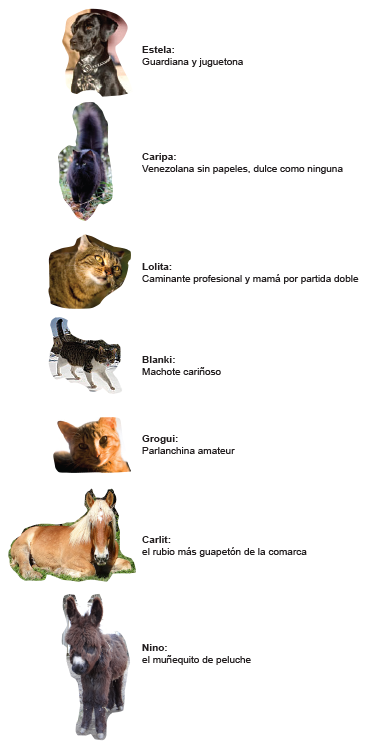 Estela:
Guardiana y juguetona
Caripa:
Venezolana sin papeles, dulce como ninguna
Lolita:
Caminante profesional y mamá por partida doble
Blanki:
Machote cariñoso
Grogui:
Parlanchina amateur
Carlit:
el rubio más guapetón de la comarca
Nino:
el muñequito de peluche